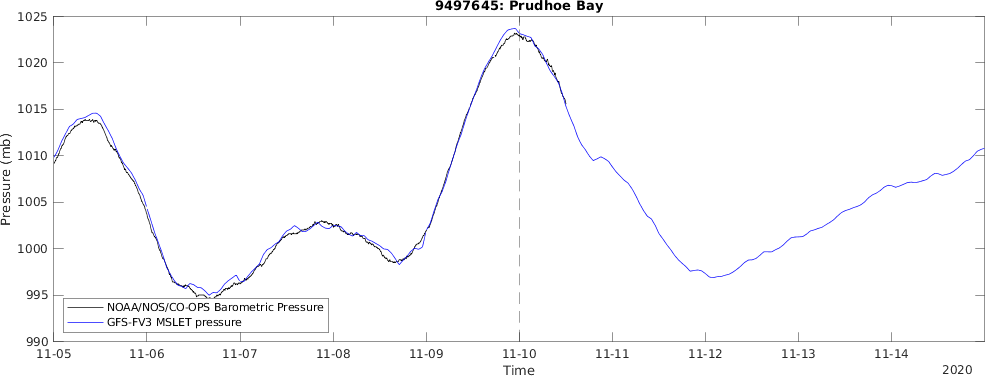 9497645: Prudhoe Bay
1025
1020
1015
1010
1005
1000
995
990
Pressure (mb)
NOAA/NOS/CO-OPS Barometric Pressure
GFS-FV3 MSLET pressure
11-05 11-06 11-07 11-08 11-09 11-10 11-11 11-12 11-13 11-14
Time
2020